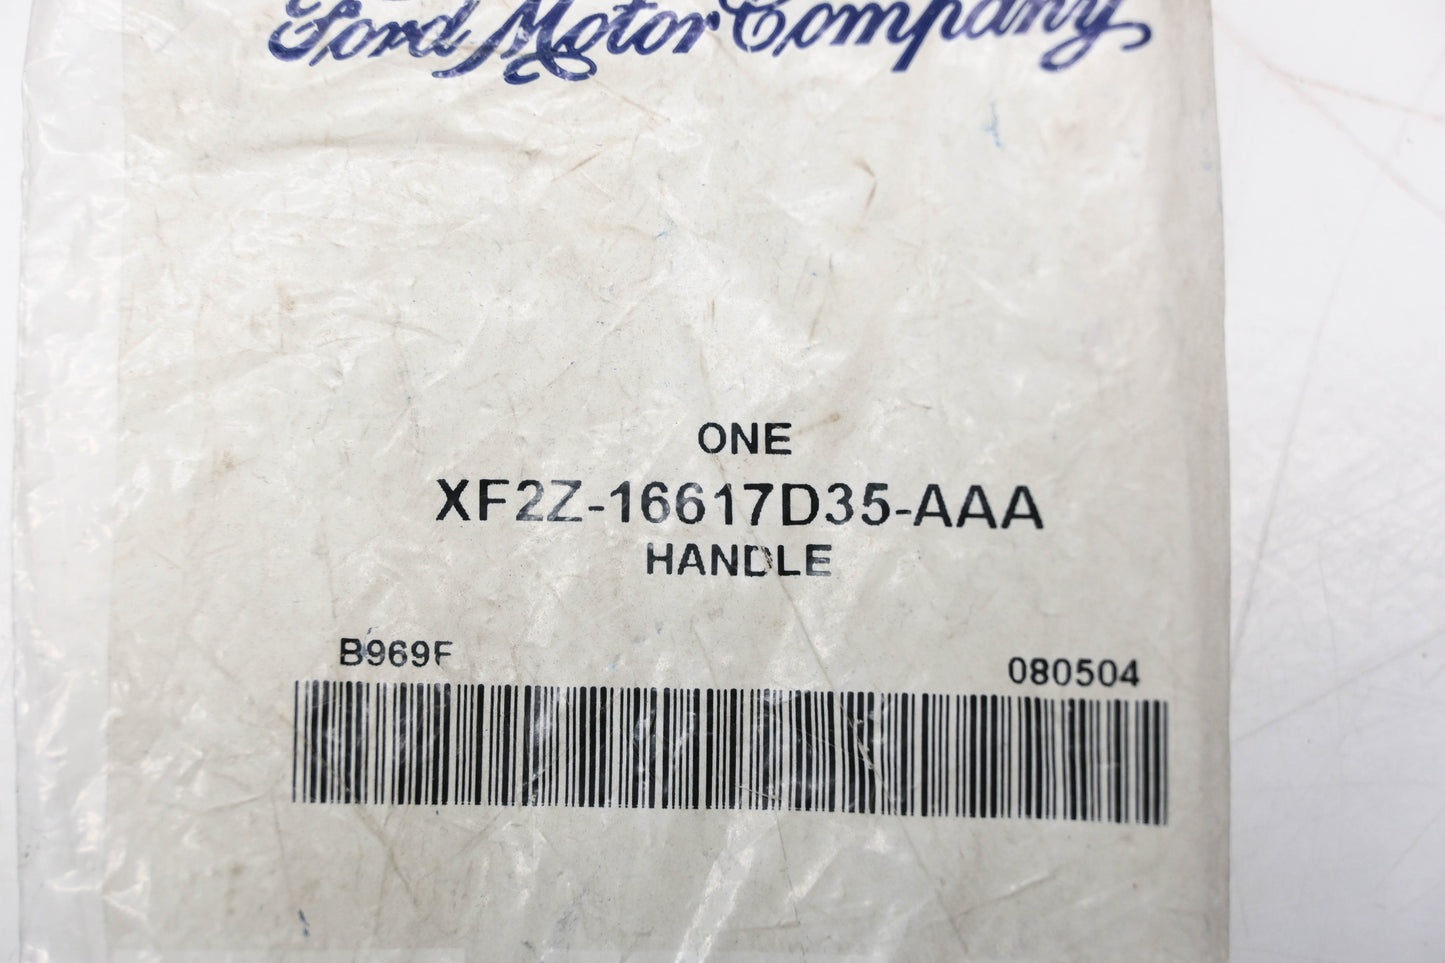 Ford Motor Company
ONE
XF2Z-16617D35-AAA
HANDLE
B969F
080504